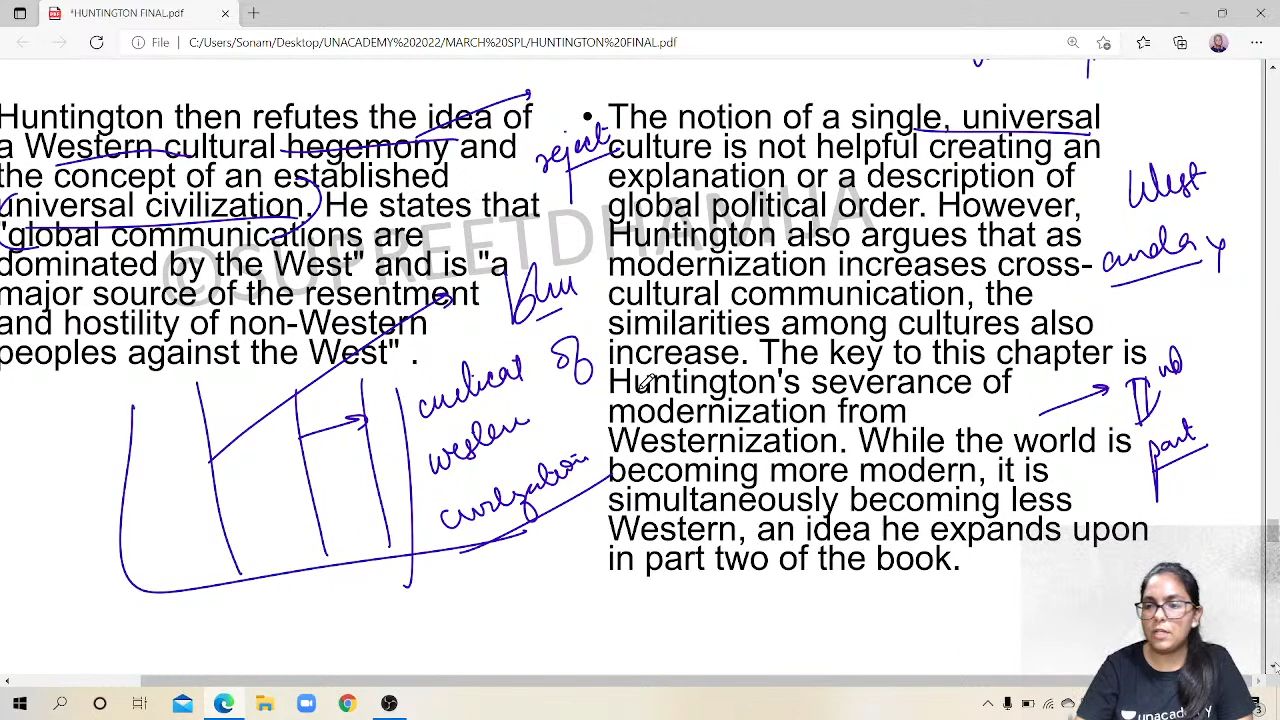 *HUNTINGTON FINAL.pdf
File
C:/Users/Sonam/Desktop/UNACADEMY%202022/MARCH%20SPL/HUNTINGTON%20FINAL.pdf
Huntington then refutes the idea of
a Western cultural hegemony and
the concept of an established
universal civilization. He states that
"global communications are
dominated by the West" and is "a
major source of the resentment
and hostility of non-Western
peoples against the West" .
reject
critical of
western
civilization
@SUPREETDHAMIJA
• The notion of a single, universal
culture is not helpful creating an
explanation or a description of
global political order. However,
Huntington also argues that as
modernization increases cross-
cultural communication, the
similarities among cultures also
increase. The key to this chapter is
Huntington's severance of
modernization from
Westernization. While the world is
becoming more modern, it is
simultaneously becoming less
Western, an idea he expands upon
in part two of the book.
West
IInd
part
unacademy
3